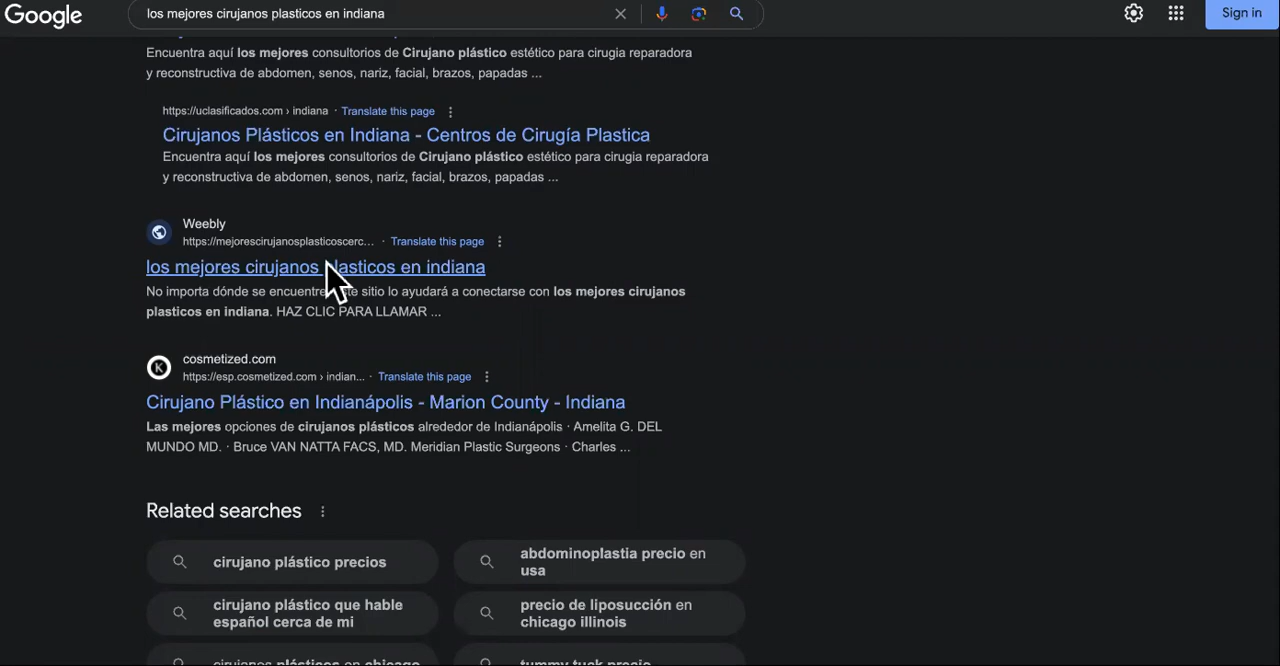 Google
los mejores cirujanos plasticos en indiana
Sign in
Encuentra aquí los mejores consultorios de Cirujano plástico estético para cirugia reparadora
y reconstructiva de abdomen, senos, nariz, facial, brazos, papadas ...
https://uclasificados.com › indiana · Translate this page
Cirujanos Plásticos en Indiana - Centros de Cirugía Plastica
Encuentra aquí los mejores consultorios de Cirujano plástico estético para cirugia reparadora
y reconstructiva de abdomen, senos, nariz, facial, brazos, papadas ...
Weebly
https://mejorescirujanosplasticoscerc... · Translate this page
los mejores cirujanos plasticos en indiana
No importa dónde se encuentre sitio lo ayudará a conectarse con los mejores cirujanos
plasticos en indiana. HAZ CLIC PARA LLAMAR ...
K
cosmetized.com
https://esp.cosmetized.com › indian... · Translate this page
Cirujano Plástico en Indianápolis - Marion County - Indiana
Las mejores opciones de cirujanos plásticos alrededor de Indianápolis · Amelita G. DEL
MUNDO MD. · Bruce VAN NATTA FACS, MD. Meridian Plastic Surgeons · Charles ...
Related searches
cirujano plástico precios
abdominoplastia precio en
usa
cirujano plástico que hable
español cerca de mi
precio de liposucción en
chicago illinois
cirujanos plásticos en chicago
tummy tuck precio